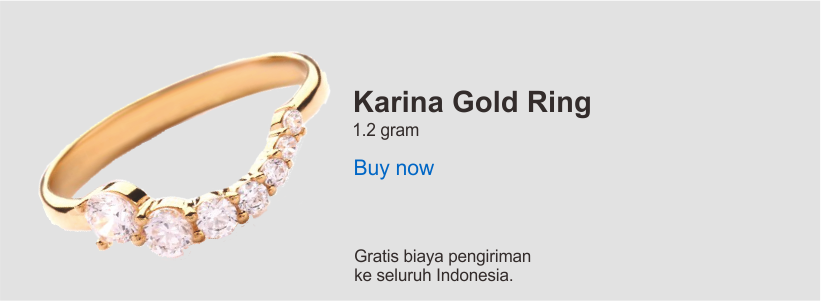 Karina Gold Ring
1.2 gram
Buy now
Gratis biaya pengiriman
ke seluruh Indonesia.